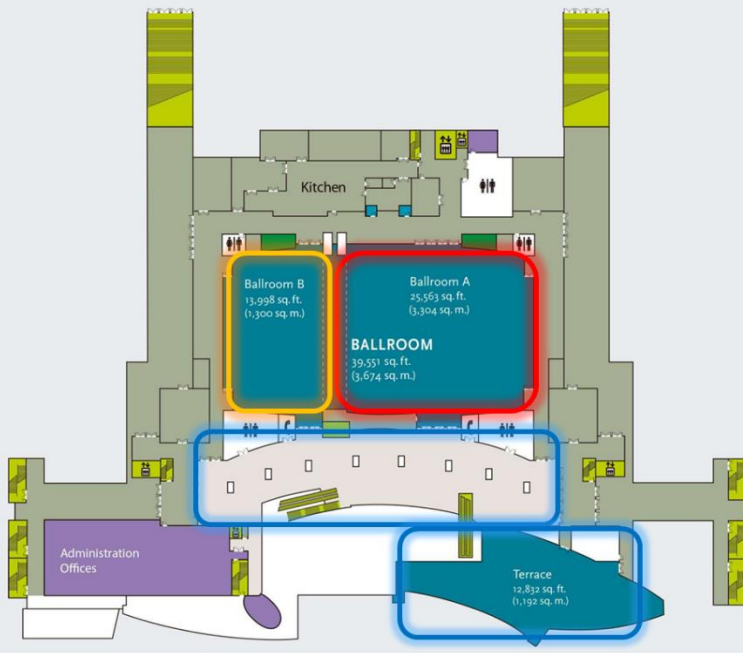 Kitchen
Ballroom B
13,998 sq. ft.
(1,300 sq. m.)
Ballroom A
25,563 sq. ft.
(3,304 sq. m.)
BALLROOM
39,551 sq. ft.
(3,674 sq. m.)
Administration
Offices
Terrace
12,832 sq. ft.
(1,192 sq. m.)